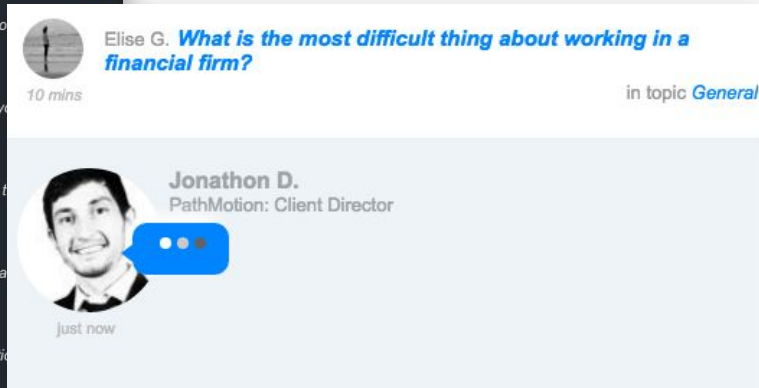 Elise G. What is the most difficult thing about working in a
financial firm?
10 mins
in topic General
Jonathon D.
PathMotion: Client Director
just now